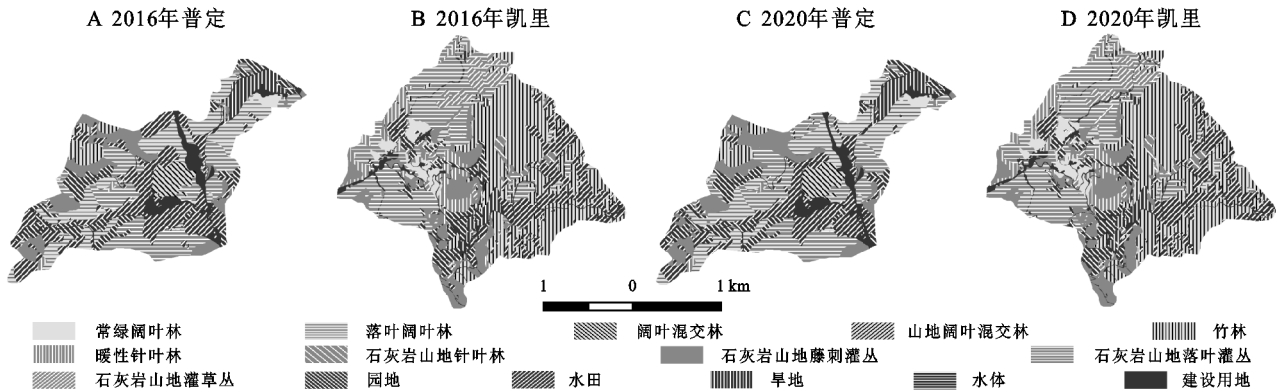 A 2016年普定 B 2016年凯里 C 2020年普定 D 2020年凯里
1 0 1 km
常绿阔叶林 落叶阔叶林 阔叶混交林 山地阔叶混交林 竹林
暖性针叶林 石灰岩山地针叶林 石灰岩山地藤刺灌丛 石灰岩山地落叶灌丛
石灰岩山地灌草丛 园地 水田 旱地 水体 建设用地